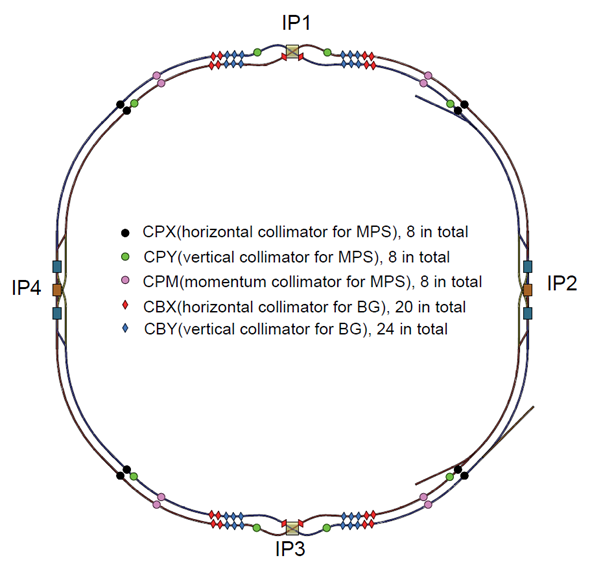 IP1
CPX(horizontal collimator for MPS), 8 in total
CPY(vertical collimator for MPS), 8 in total
CPM(momentum collimator for MPS), 8 in total
CBX(horizontal collimator for BG), 20 in total
CBY(vertical collimator for BG), 24 in total
IP4
IP2
IP3